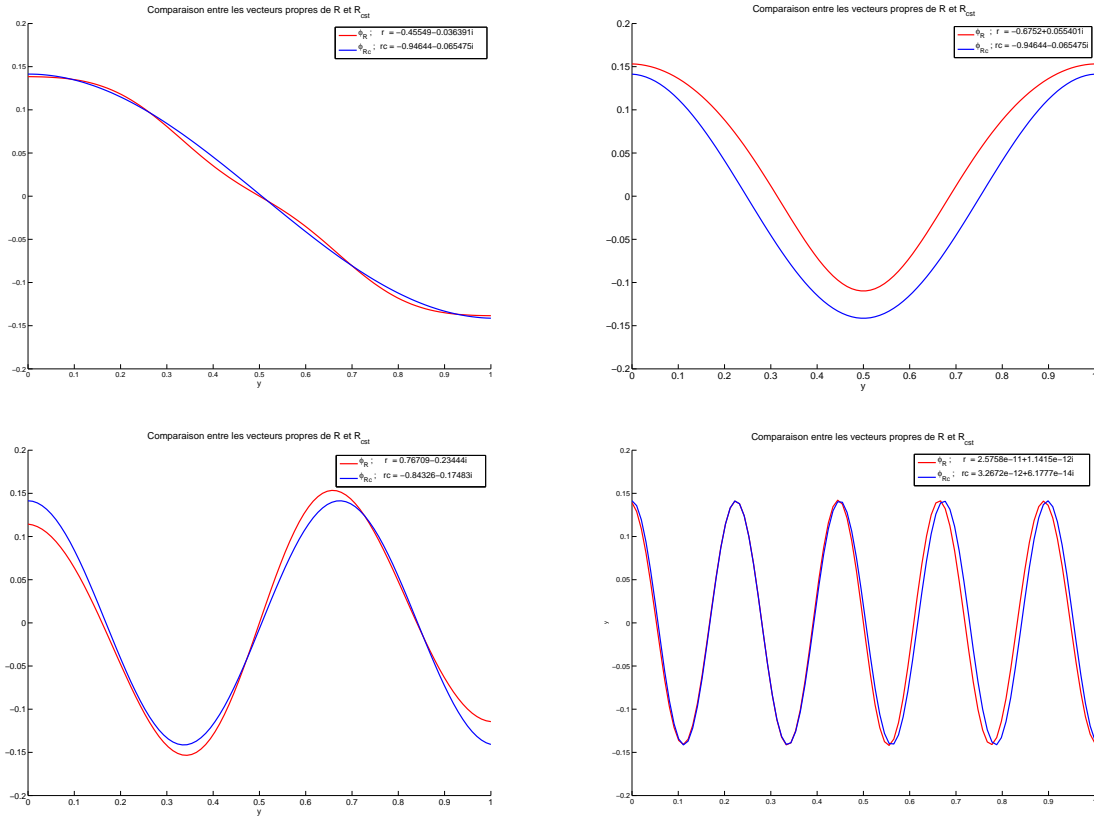 Comparaison entre les vecteurs propres de R et R_cst
ϕ_R ; r = −0.45549−0.036391i
ϕ_Rc ; rc = −0.94644−0.065475i
0.2
0.15
0.1
0.05
0
−0.05
−0.1
−0.15
−0.2
0 0.1 0.2 0.3 0.4 0.5 0.6 0.7 0.8 0.9 1
y
Comparaison entre les vecteurs propres de R et R_cst
ϕ_R ; r = −0.6752+0.055401i
ϕ_Rc ; rc = −0.94644−0.065475i
0.2
0.15
0.1
0.05
0
−0.05
−0.1
−0.15
−0.2
0 0.1 0.2 0.3 0.4 0.5 0.6 0.7 0.8 0.9 1
y
Comparaison entre les vecteurs propres de R et R_cst
ϕ_R ; r = 0.76709−0.23444i
ϕ_Rc ; rc = −0.84326−0.17483i
0.2
0.15
0.1
0.05
0
−0.05
−0.1
−0.15
−0.2
0 0.1 0.2 0.3 0.4 0.5 0.6 0.7 0.8 0.9 1
y
Comparaison entre les vecteurs propres de R et R_cst
ϕ_R ; r = 2.5758e−11+1.1415e−12i
ϕ_Rc ; rc = 3.2672e−12+6.1777e−14i
0.2
0.15
0.1
0.05
0
−0.05
−0.1
−0.15
−0.2
y
0 0.1 0.2 0.3 0.4 0.5 0.6 0.7 0.8 0.9 1